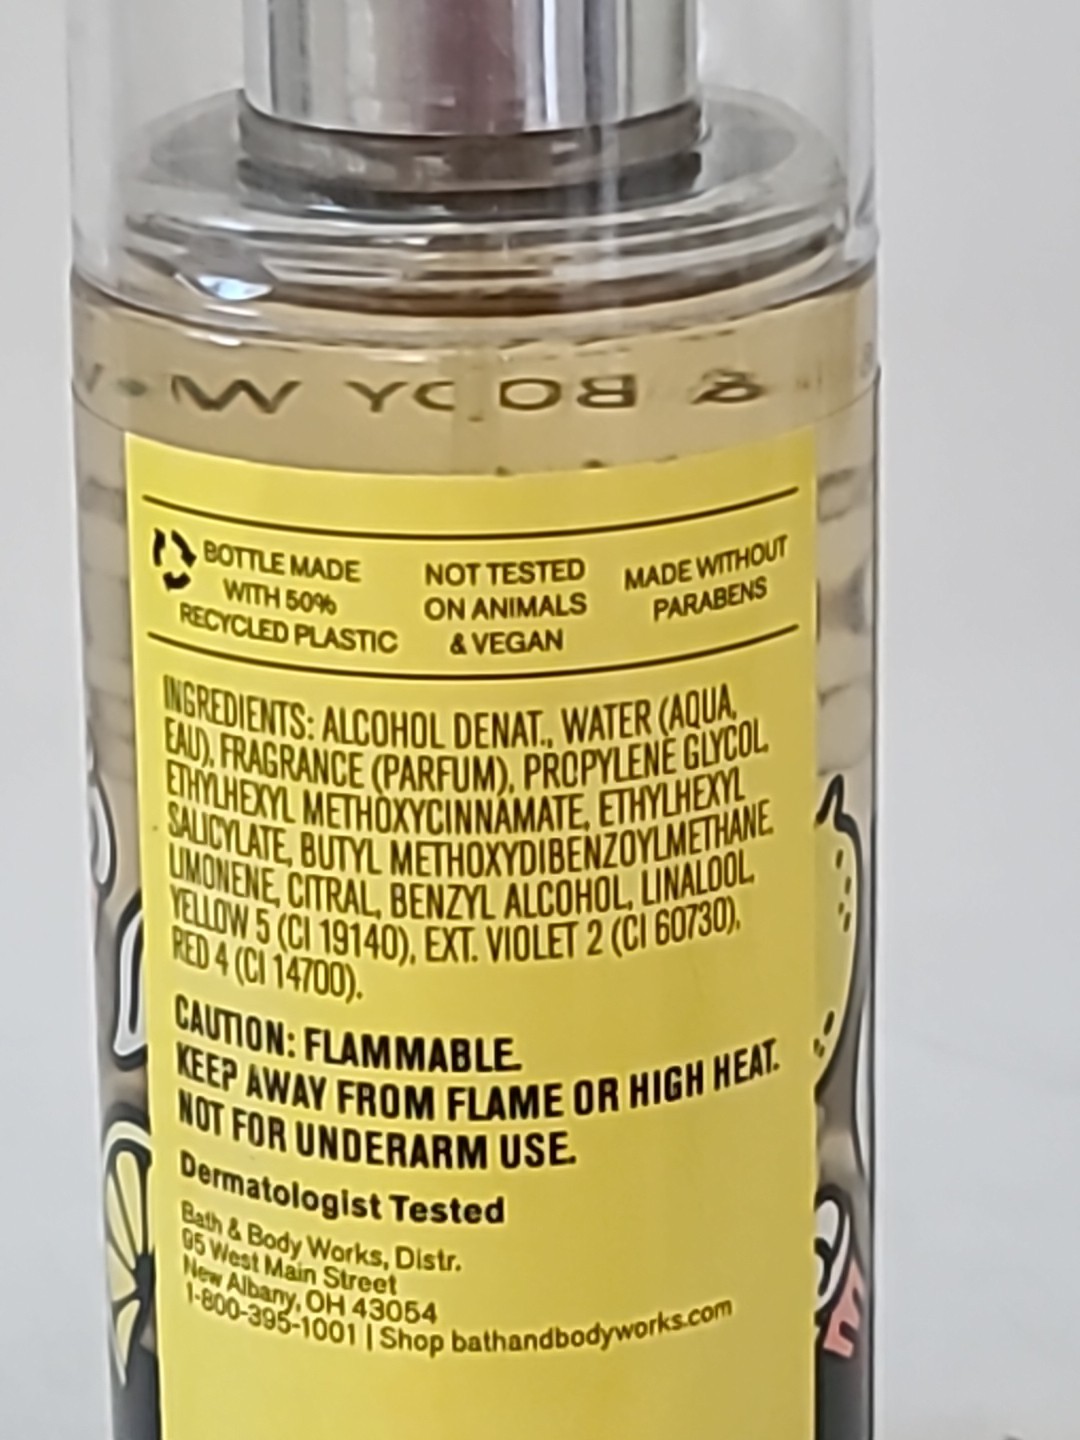 & BODY W
BOTTLE MADE
WITH 50%
RECYCLED PLASTIC
NOT TESTED
ON ANIMALS
& VEGAN
MADE WITHOUT
PARABENS
INGREDIENTS: ALCOHOL DENAT., WATER (AQUA,
EAU), FRAGRANCE (PARFUM), PROPYLENE GLYCOL,
ETHYLHEXYL METHOXYCINNAMATE, ETHYLHEXYL
SALICYLATE, BUTYL METHOXYDIBENZOYLMETHANE,
LIMONENE, CITRAL, BENZYL ALCOHOL, LINALOOL,
YELLOW 5 (CI 19140), EXT. VIOLET 2 (CI 60730),
RED 4 (CI 14700).
CAUTION: FLAMMABLE.
KEEP AWAY FROM FLAME OR HIGH HEAT.
NOT FOR UNDERARM USE.
Dermatologist Tested
Bath & Body Works, Distr.
95 West Main Street
New Albany, OH 43054
1-800-395-1001 | Shop bathandbodyworks.com